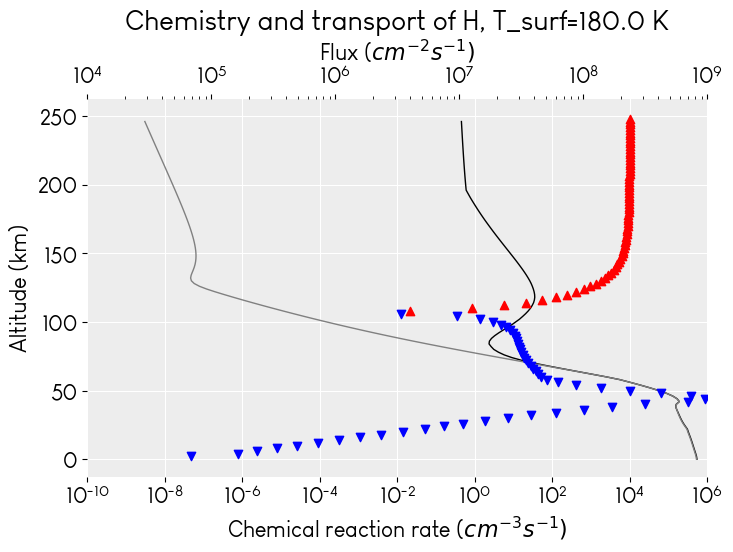 Chemistry and transport of H, T_surf=180.0 K
Flux (cm⁻²s⁻¹)
10⁴ 10⁵ 10⁶ 10⁷ 10⁸ 10⁹
250
200
150
100
50
0
Altitude (km)
10⁻¹⁰ 10⁻⁸ 10⁻⁶ 10⁻⁴ 10⁻² 10⁰ 10² 10⁴ 10⁶
Chemical reaction rate (cm⁻³s⁻¹)